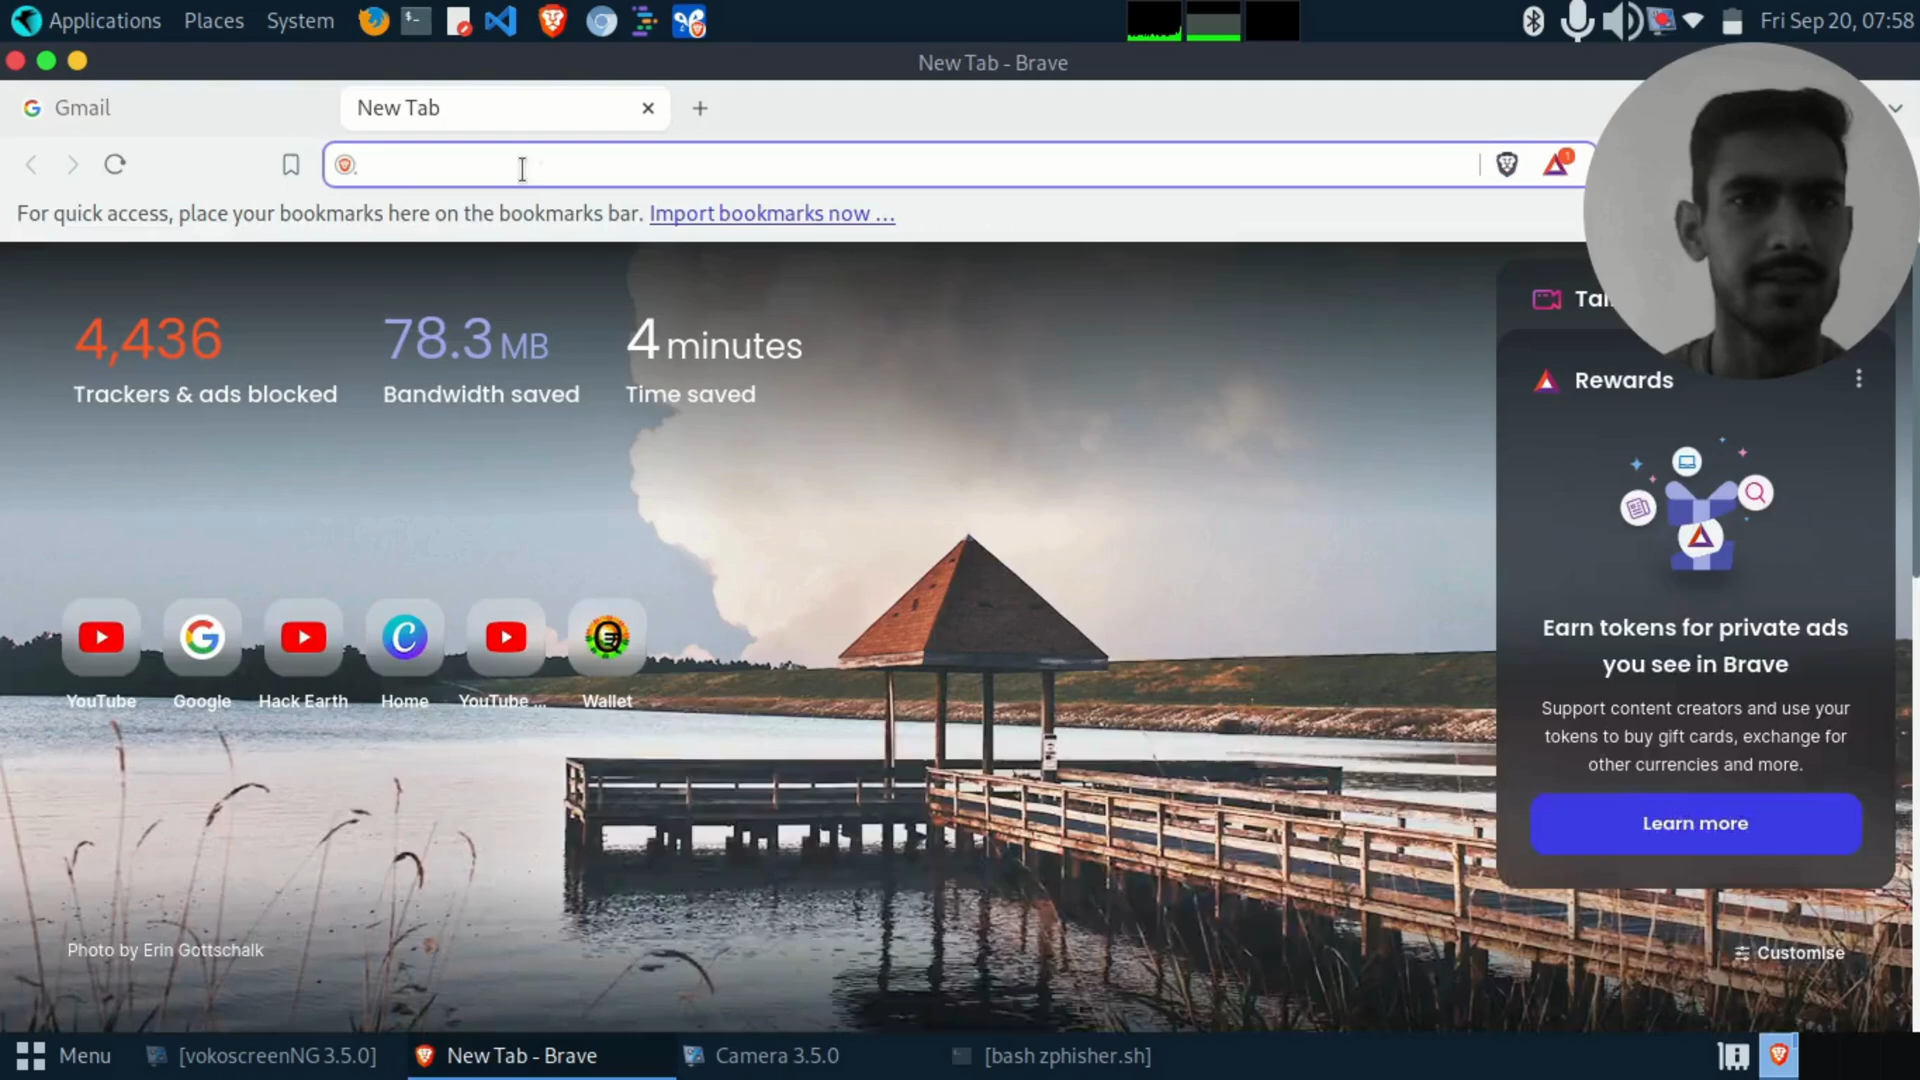 Applications Places System Fri Sep 20, 07:58
New Tab - Brave
Gmail New Tab
For quick access, place your bookmarks here on the bookmarks bar. Import bookmarks now ...
4,436 78.3 MB 4 minutes
Trackers & ads blocked Bandwidth saved Time saved
Rewards
Earn tokens for private ads
you see in Brave
Support content creators and use your
tokens to buy gift cards, exchange for
other currencies and more.
Learn more
YouTube Google Hack Earth Home YouTube ... Wallet
Photo by Erin Gottschalk
Customise
Menu [vokoscreenNG 3.5.0] New Tab - Brave Camera 3.5.0 [bash zphisher.sh]